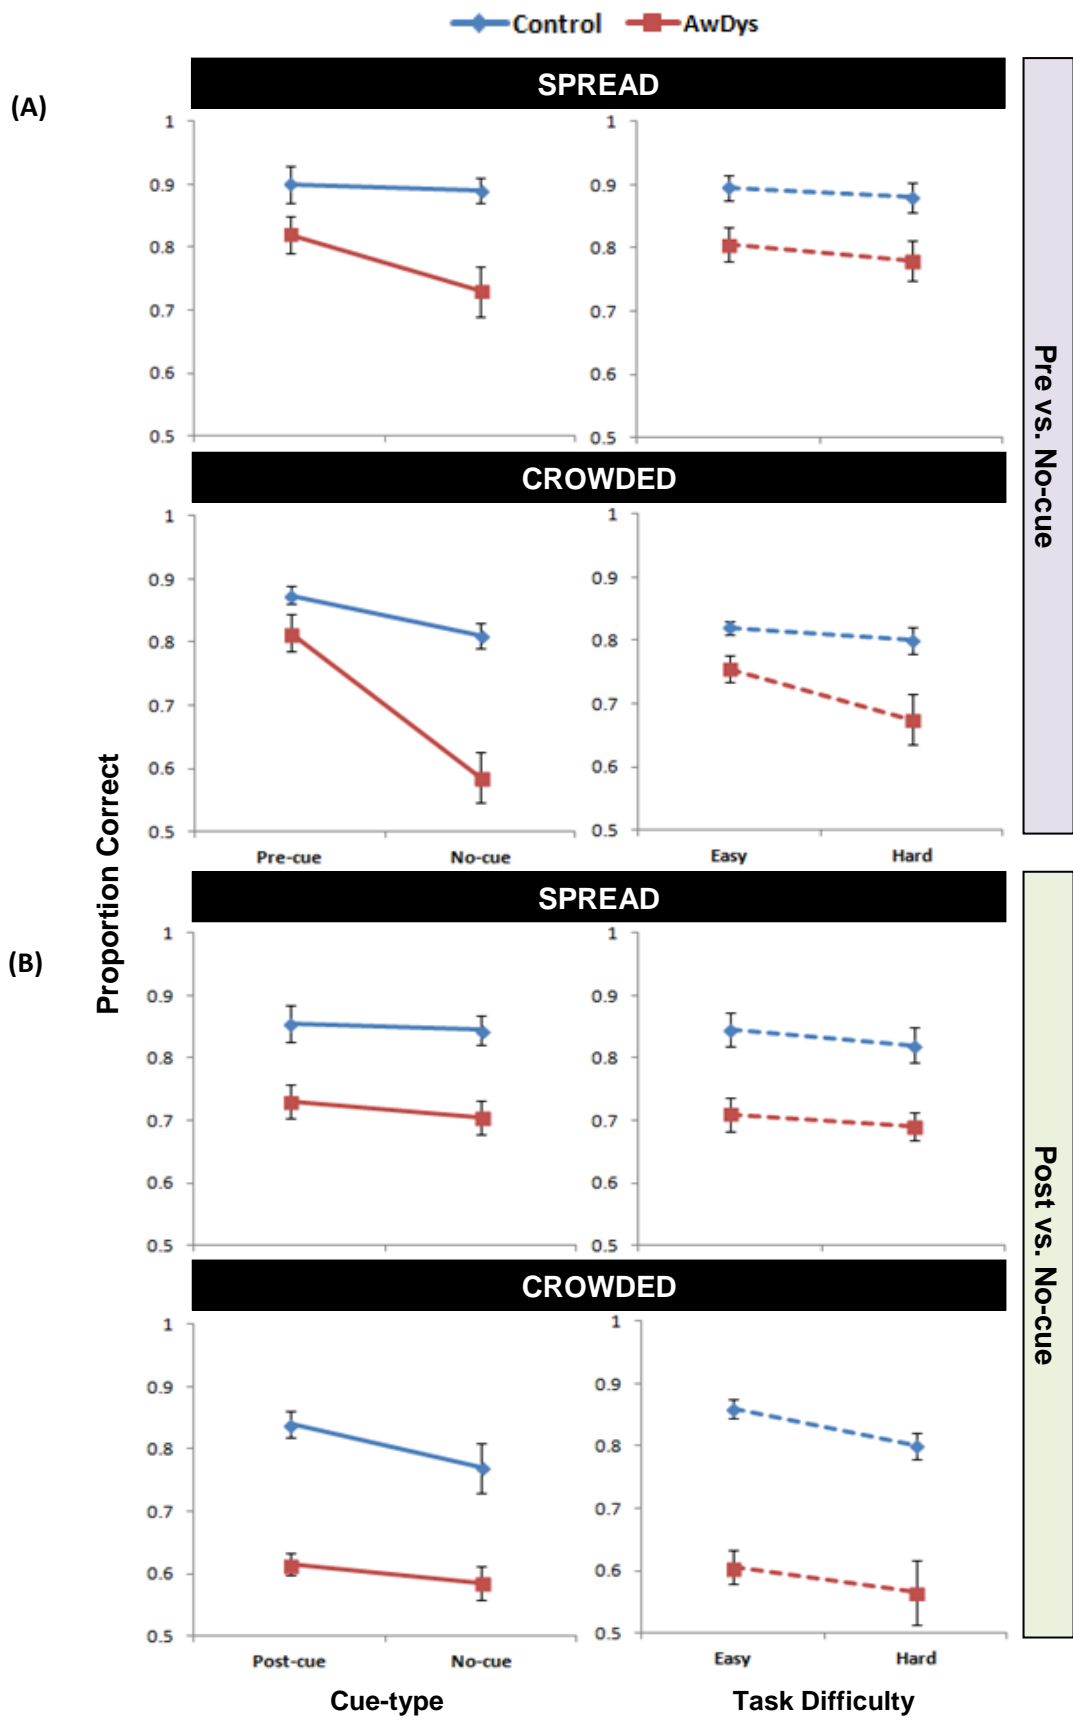 Control AwDys
(A)
SPREAD
1 1
0.9 0.9
0.8 0.8
0.7 0.7
0.6 0.6
0.5 0.5
CROWDED
1 1
0.9 0.9
0.8 0.8
0.7 0.7
0.6 0.6
0.5 0.5
Pre-cue No-cue Easy Hard
Pre vs. No-cue
Proportion Correct
(B)
SPREAD
1 1
0.9 0.9
0.8 0.8
0.7 0.7
0.6 0.6
0.5 0.5
CROWDED
1 1
0.9 0.9
0.8 0.8
0.7 0.7
0.6 0.6
0.5 0.5
Post-cue No-cue Easy Hard
Post vs. No-cue
Cue-type Task Difficulty